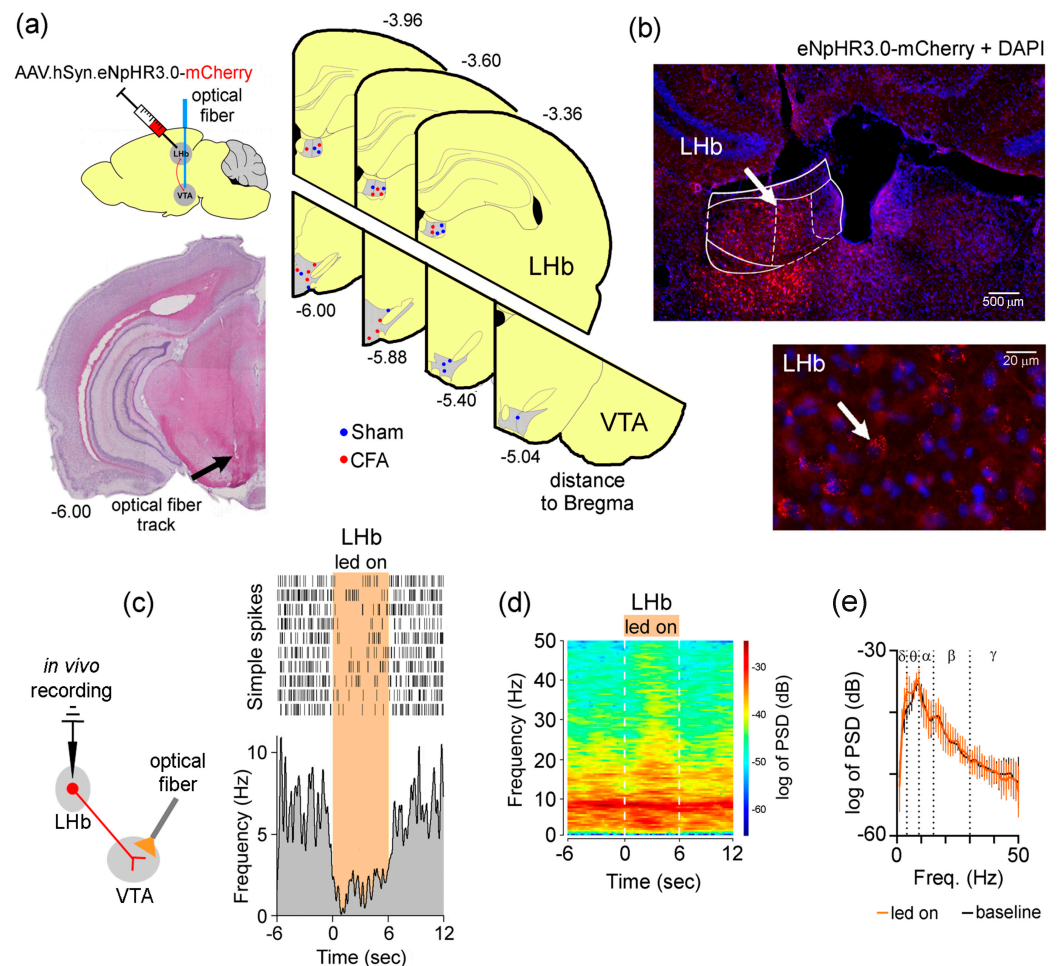 (a)
AAV.hSyn.eNpHR3.0-mCherry
optical
fiber
LHb
VTA
-3.96
-3.60
-3.36
LHb
-6.00
-5.88
-5.40
-5.04
VTA
distance
to Bregma
Sham
CFA
-6.00
optical fiber
track
(b)
eNpHR3.0-mCherry + DAPI
LHb
500 µm
LHb
20 µm
(c)
in vivo
recording
LHb
optical
fiber
VTA
LHb
led on
Simple spikes
Frequency (Hz)
10
5
0
-6
0
6
12
Time (sec)
(d)
LHb
led on
Frequency (Hz)
50
40
30
20
10
0
-6
0
6
12
Time (sec)
-30
-40
-50
-60
log of PSD (dB)
(e)
log of PSD (dB)
-30
-60
δ θ α β γ
0
50
Freq. (Hz)
led on
baseline